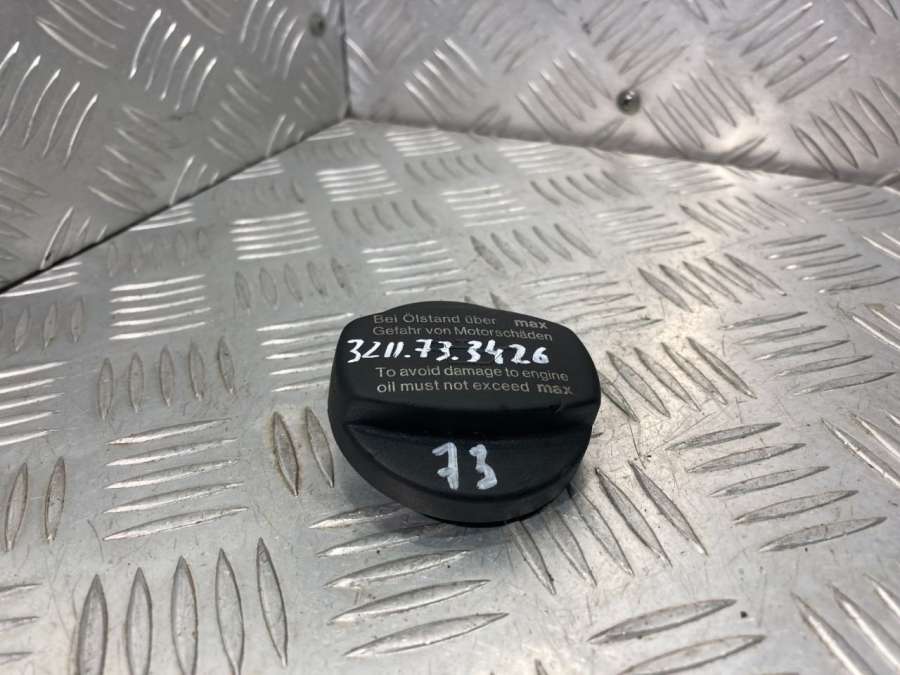 Bei Ölstand über max
Gefahr von Motorschäden
3211.73.3426
To avoid damage to engine
oil must not exceed max
73